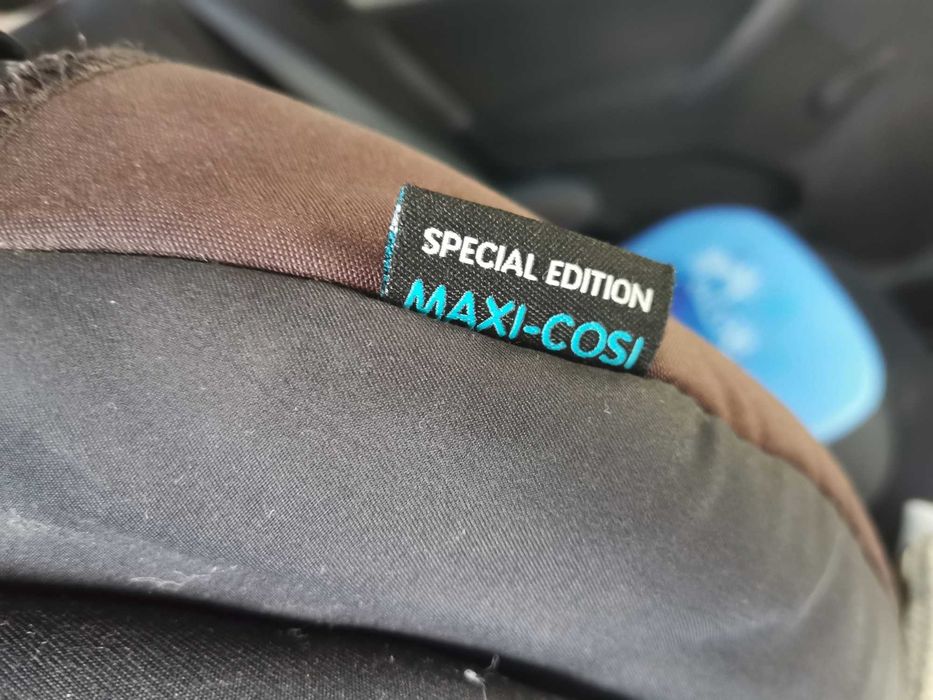 SPECIAL EDITION
MAXI-COSI